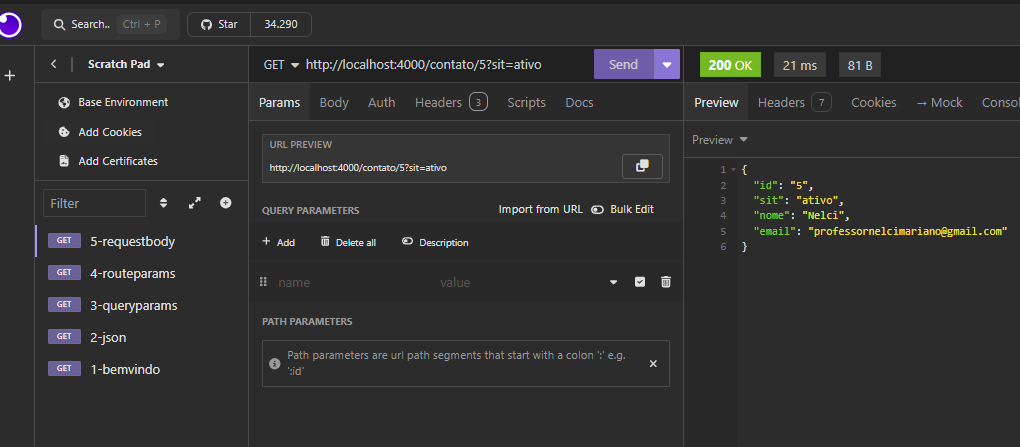 Search.. Ctrl + P Star 34.290
Scratch Pad
Base Environment
Add Cookies
Add Certificates
Filter
GET 5-requestbody
GET 4-routeparams
GET 3-queryparams
GET 2-json
GET 1-bemvindo
GET http://localhost:4000/contato/5?sit=ativo Send
Params Body Auth Headers 3 Scripts Docs
URL PREVIEW
http://localhost:4000/contato/5?sit=ativo
QUERY PARAMETERS Import from URL Bulk Edit
+ Add Delete all Description
name value
PATH PARAMETERS
Path parameters are url path segments that start with a colon ':' e.g.
':id'
200 OK 21 ms 81 B
Preview Headers 7 Cookies → Mock Consol
Preview
1 {
2 "id": "5",
3 "sit": "ativo",
4 "nome": "Nelci",
5 "email": "professornelcimariano@gmail.com"
6 }